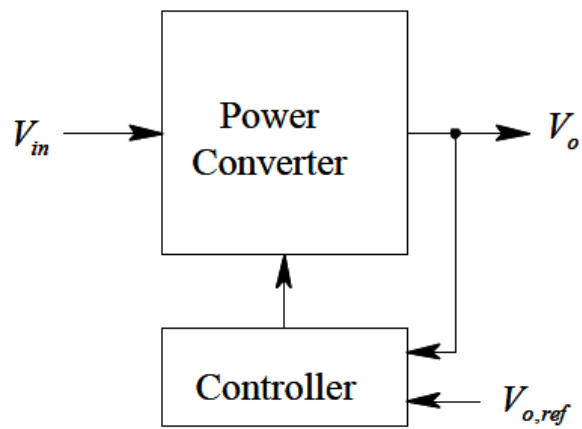 Power
Converter
V_in
V_o
Controller
V_o,ref